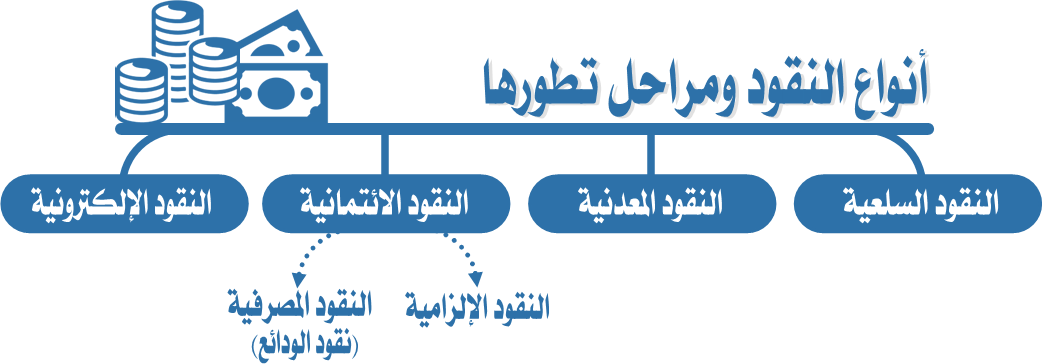 أنواع النقود ومراحل تطورها
النقود السلعية
النقود المعدنية
النقود الائتمانية
النقود الإلكترونية
النقود الإلزامية
النقود المصرفية
(نقود الودائع)